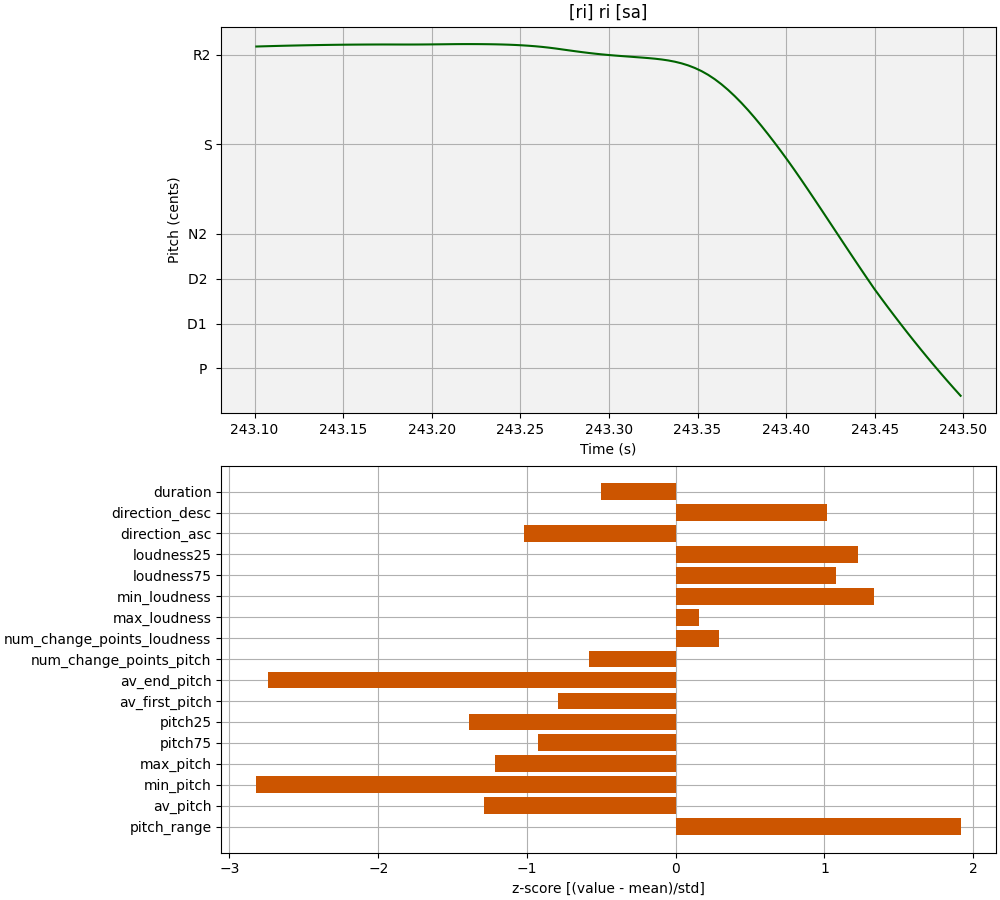 [ri] ri [sa]
R2
S
N2
D2
D1
P
Pitch (cents)
243.10 243.15 243.20 243.25 243.30 243.35 243.40 243.45 243.50
Time (s)
duration
direction_desc
direction_asc
loudness25
loudness75
min_loudness
max_loudness
num_change_points_loudness
num_change_points_pitch
av_end_pitch
av_first_pitch
pitch25
pitch75
max_pitch
min_pitch
av_pitch
pitch_range
−3 −2 −1 0 1 2
z-score [(value - mean)/std]